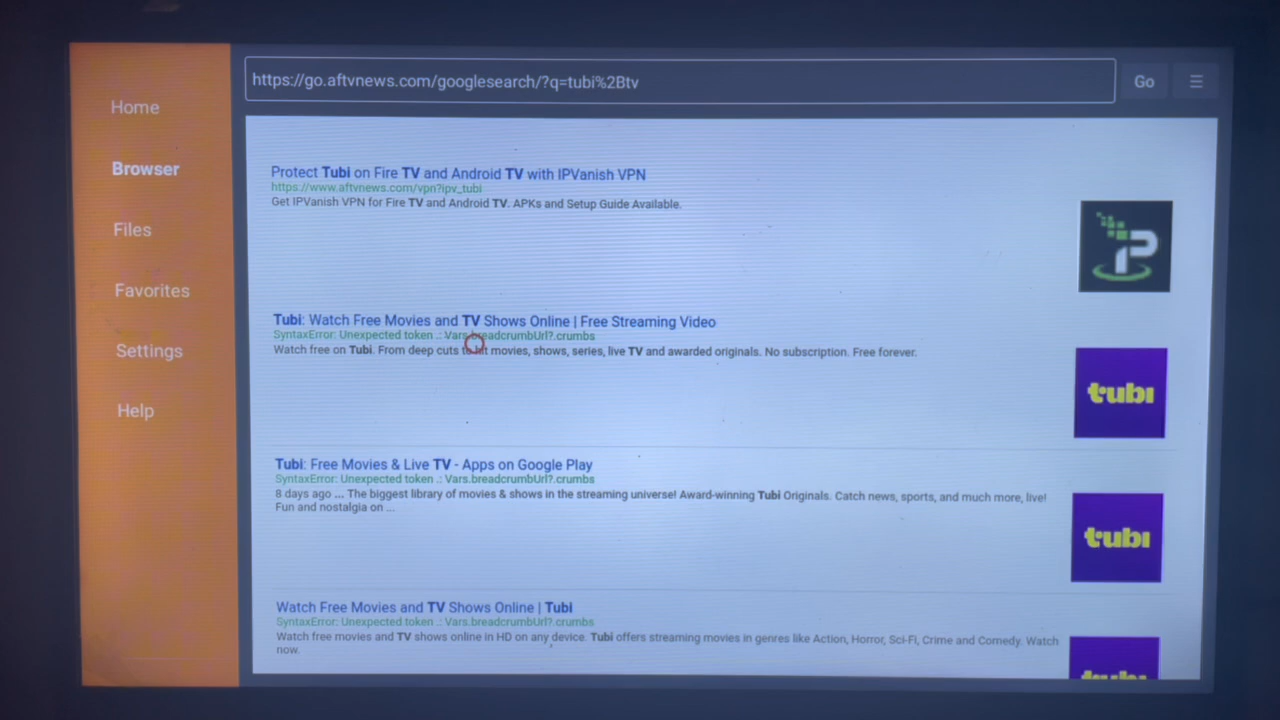 https://go.aftvnews.com/googlesearch/?q=tubi%2Btv
Go
☰
Home
Browser
Files
Favorites
Settings
Help
Protect Tubi on Fire TV and Android TV with IPVanish VPN
https://www.aftvnews.com/vpn?ipv_tubi
Get IPVanish VPN for Fire TV and Android TV. APKs and Setup Guide Available.
Tubi: Watch Free Movies and TV Shows Online | Free Streaming Video
SyntaxError: Unexpected token .: Vars.breadcrumbUrl?.crumbs
Watch free on Tubi. From deep cuts to hit movies, shows, series, live TV and awarded originals. No subscription. Free forever.
tubi
Tubi: Free Movies & Live TV - Apps on Google Play
SyntaxError: Unexpected token .: Vars.breadcrumbUrl?.crumbs
8 days ago ... The biggest library of movies & shows in the streaming universe! Award-winning Tubi Originals. Catch news, sports, and much more, live!
Fun and nostalgia on ...
tubi
Watch Free Movies and TV Shows Online | Tubi
SyntaxError: Unexpected token .: Vars.breadcrumbUrl?.crumbs
Watch free movies and TV shows online in HD on any device. Tubi offers streaming movies in genres like Action, Horror, Sci-Fi, Crime and Comedy. Watch
now.
tubi